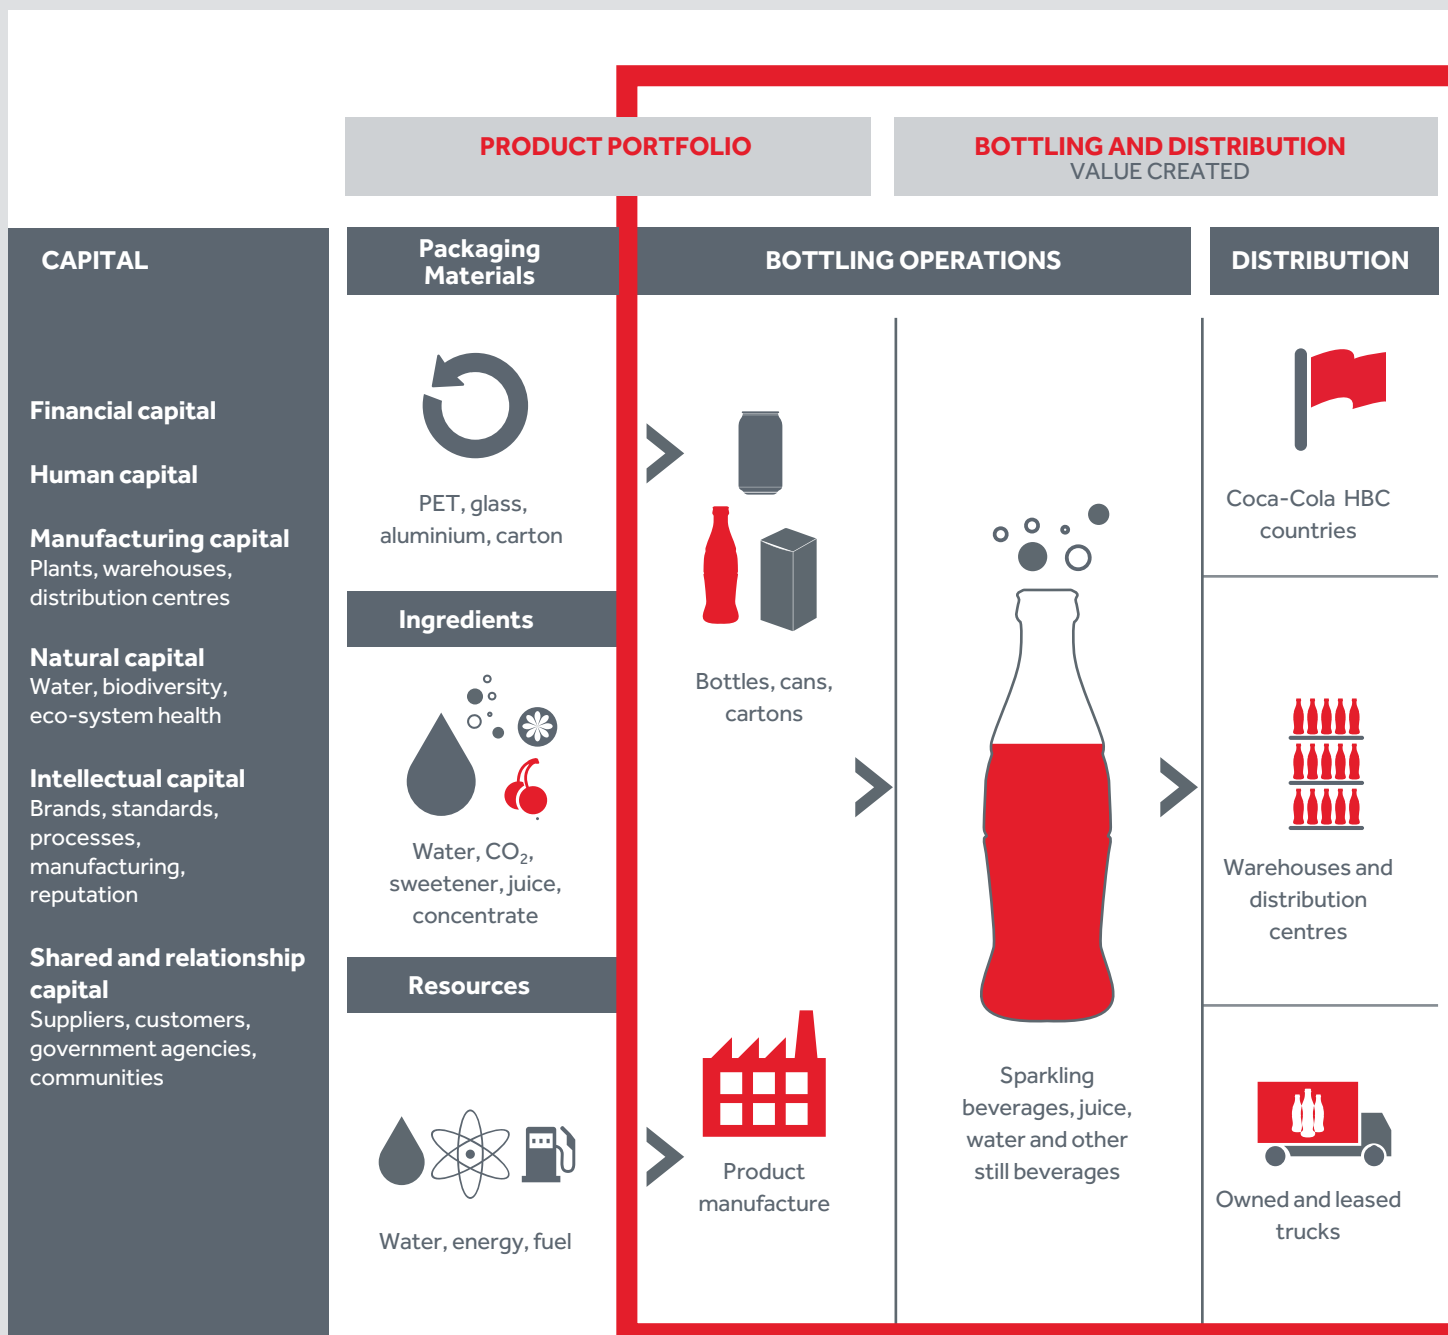 PRODUCT PORTFOLIO
BOTTLING AND DISTRIBUTION
VALUE CREATED
CAPITAL
Financial capital
Human capital
Manufacturing capital
Plants, warehouses,
distribution centres
Natural capital
Water, biodiversity,
eco-system health
Intellectual capital
Brands, standards,
processes,
manufacturing,
reputation
Shared and relationship
capital
Suppliers, customers,
government agencies,
communities
Packaging
Materials
PET, glass,
aluminium, carton
Ingredients
Water, CO₂,
sweetener, juice,
concentrate
Resources
Water, energy, fuel
BOTTLING OPERATIONS
Bottles, cans,
cartons
Product
manufacture
Sparkling
beverages, juice,
water and other
still beverages
DISTRIBUTION
Coca-Cola HBC
countries
Warehouses and
distribution
centres
Owned and leased
trucks